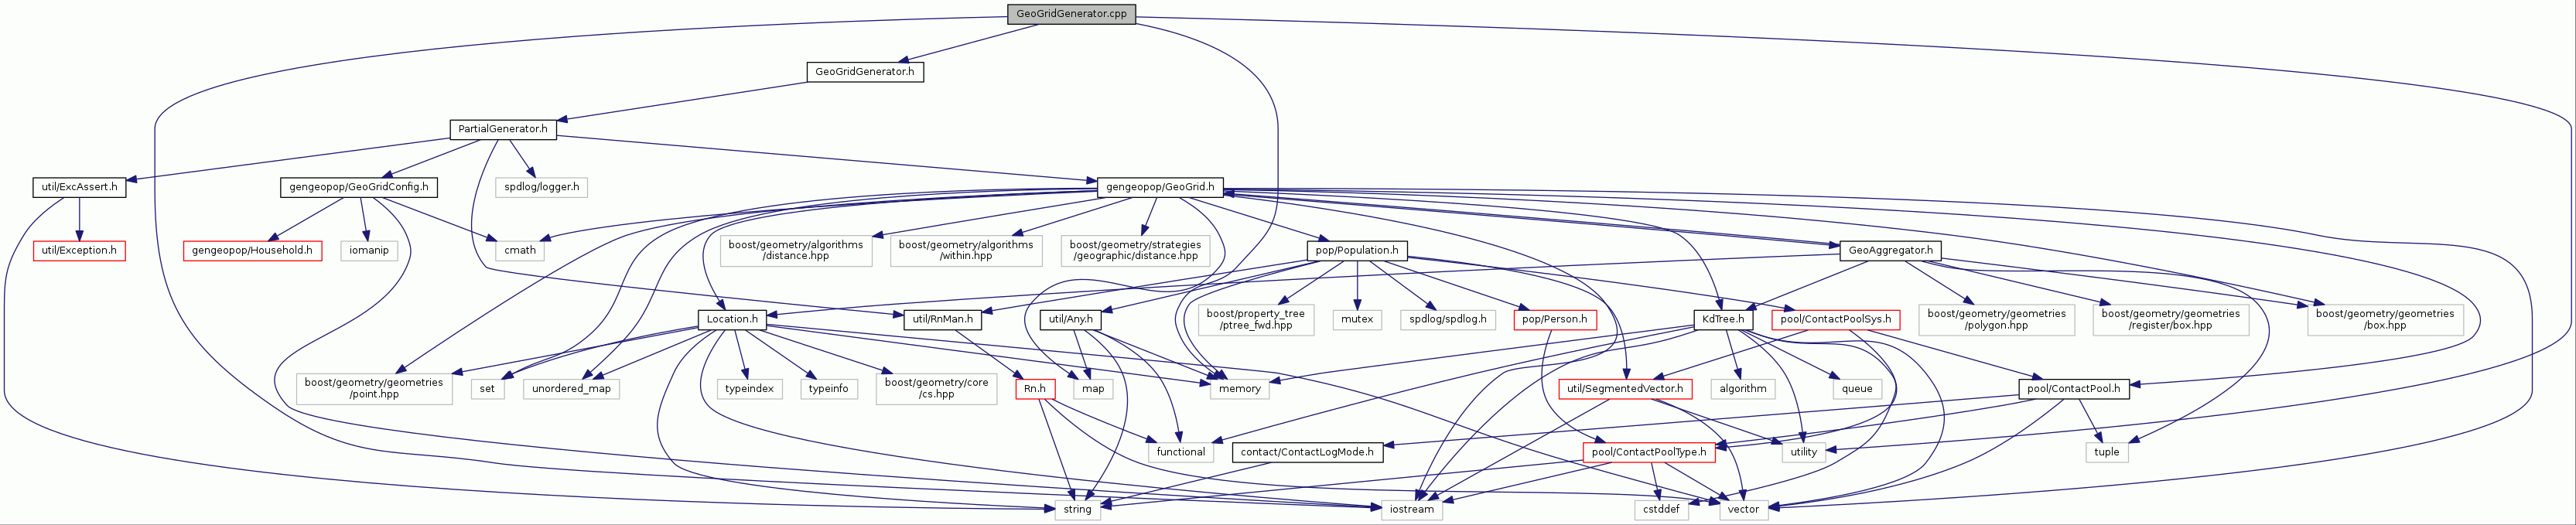 GeoGridGenerator.cpp
GeoGridGenerator.h
PartialGenerator.h
util/ExcAssert.h
gengeopop/GeoGridConfig.h
spdlog/logger.h
gengeopop/GeoGrid.h
util/Exception.h
gengeopop/Household.h
iomanip
cmath
boost/geometry/algorithms
/distance.hpp
boost/geometry/algorithms
/within.hpp
boost/geometry/strategies
/geographic/distance.hpp
pop/Population.h
GeoAggregator.h
Location.h
util/RnMan.h
util/Any.h
boost/property_tree
/ptree_fwd.hpp
mutex
spdlog/spdlog.h
pop/Person.h
KdTree.h
pool/ContactPoolSys.h
boost/geometry/geometries
/polygon.hpp
boost/geometry/geometries
/register/box.hpp
boost/geometry/geometries
/box.hpp
boost/geometry/geometries
/point.hpp
set
unordered_map
typeindex
typeinfo
boost/geometry/core
/cs.hpp
Rn.h
map
memory
util/SegmentedVector.h
algorithm
queue
pool/ContactPool.h
functional
contact/ContactLogMode.h
pool/ContactPoolType.h
utility
tuple
string
iostream
cstddef
vector